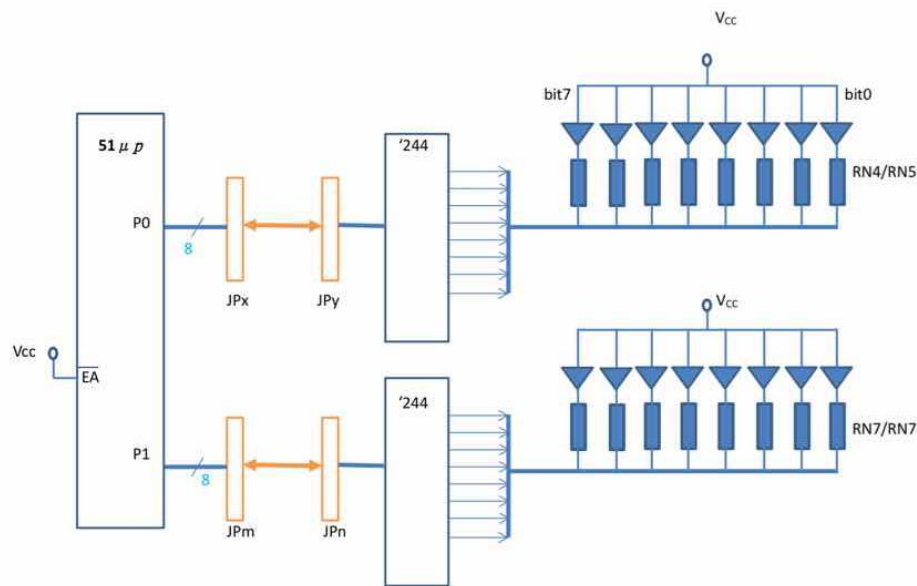 Vcc
bit7
bit0
51 μ p
'244
RN4/RN5
P0
8
JPx
JPy
Vcc
Vcc
EA
'244
RN7/RN7
P1
8
JPm
JPn